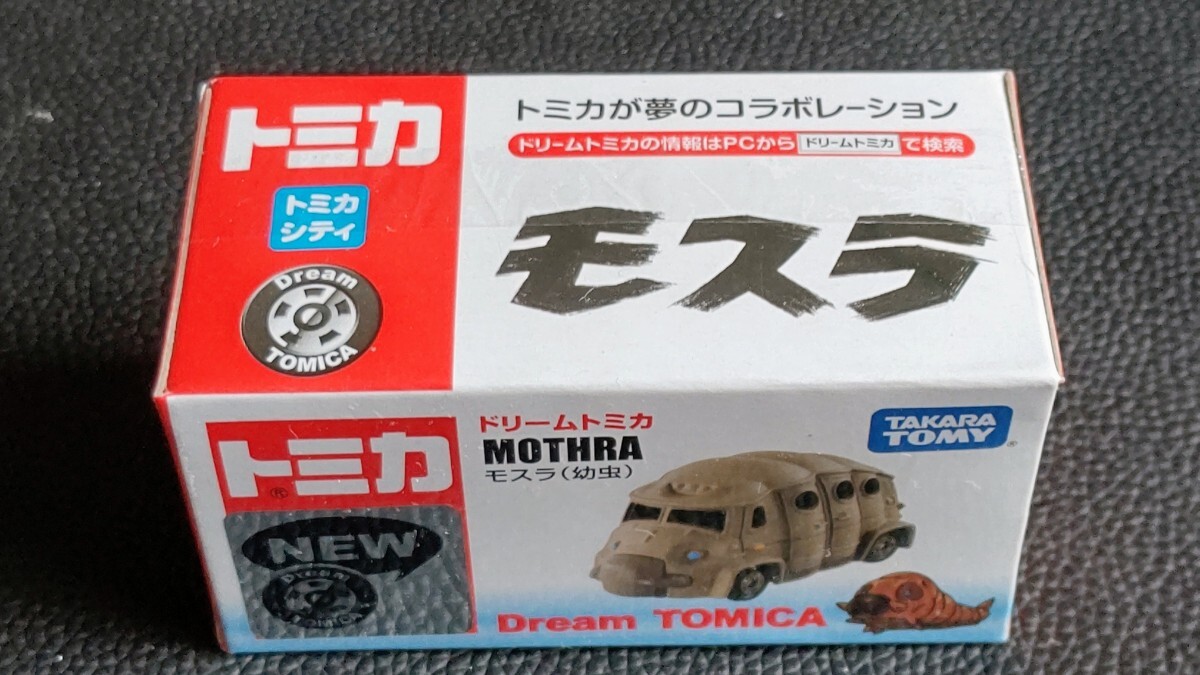 トミカ
トミカ
シティ
Dream
TOMICA
トミカが夢のコラボレーション
ドリームトミカの情報はPCから ドリームトミカ で検索
モスラ
トミカ®
NEW
Dream
TOMICA
ドリームトミカ
MOTHRA
モスラ(幼虫)
TAKARA
TOMY®
Dream TOMICA